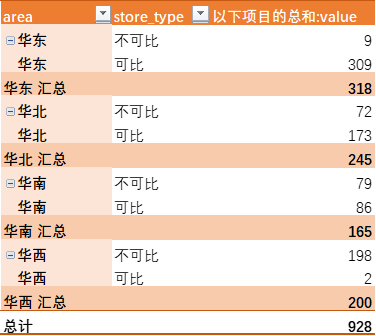 area store_type 以下项目的总和:value
华东 不可比 9
华东 可比 309
华东 汇总 318
华北 不可比 72
华北 可比 173
华北 汇总 245
华南 不可比 79
华南 可比 86
华南 汇总 165
华西 不可比 198
华西 可比 2
华西 汇总 200
总计 928